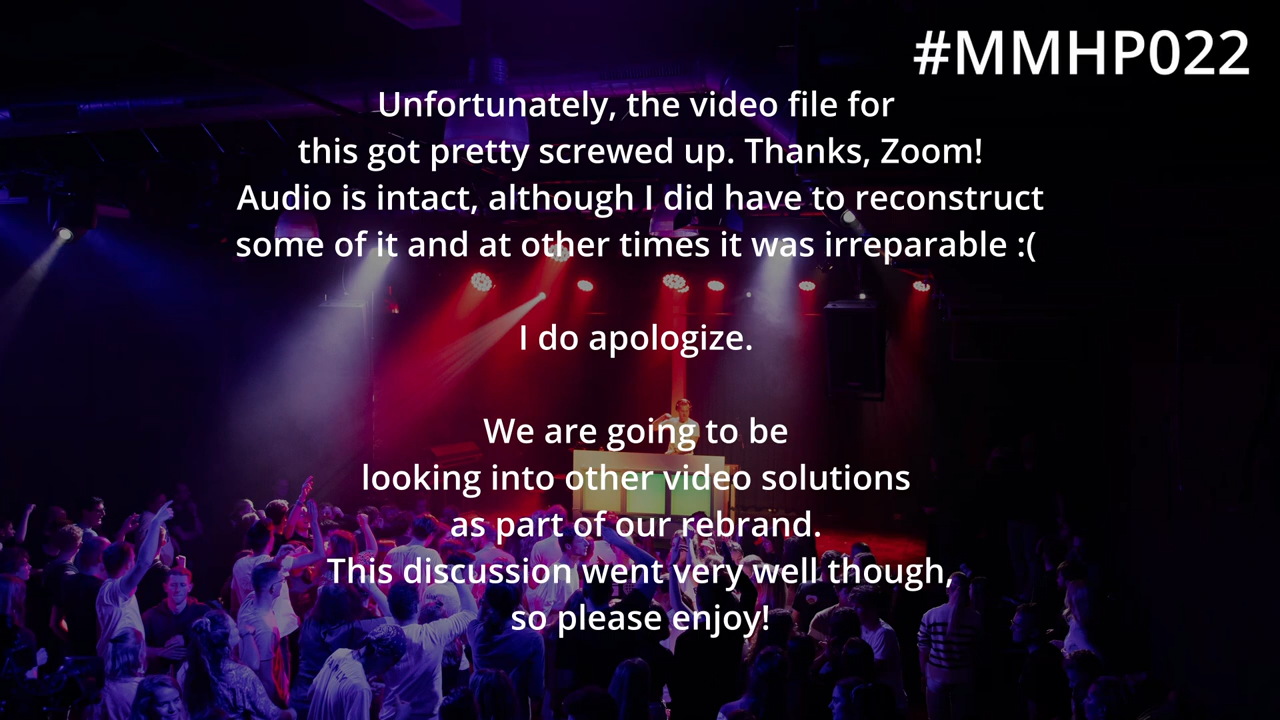 #MMHP022
Unfortunately, the video file for
this got pretty screwed up. Thanks, Zoom!
Audio is intact, although I did have to reconstruct
some of it and at other times it was irreparable :(
I do apologize.
We are going to be
looking into other video solutions
as part of our rebrand.
This discussion went very well though,
so please enjoy!